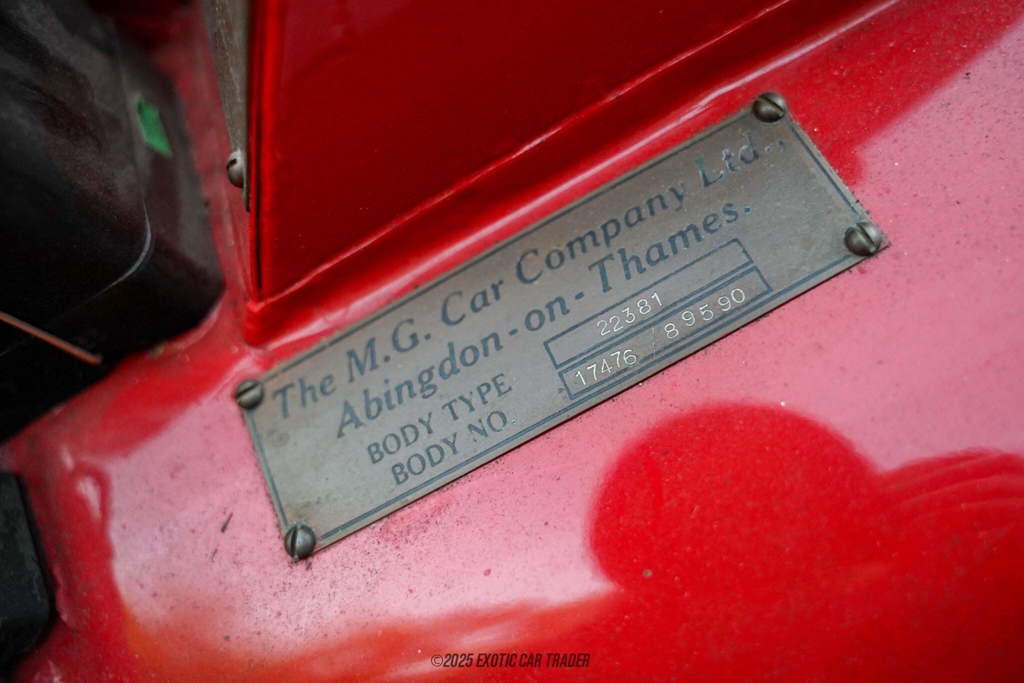 The M.G. Car Company Ltd.,
Abingdon-on-Thames.
BODY TYPE 22381
BODY NO. 17476 / 89590
©2025 EXOTIC CAR TRADER